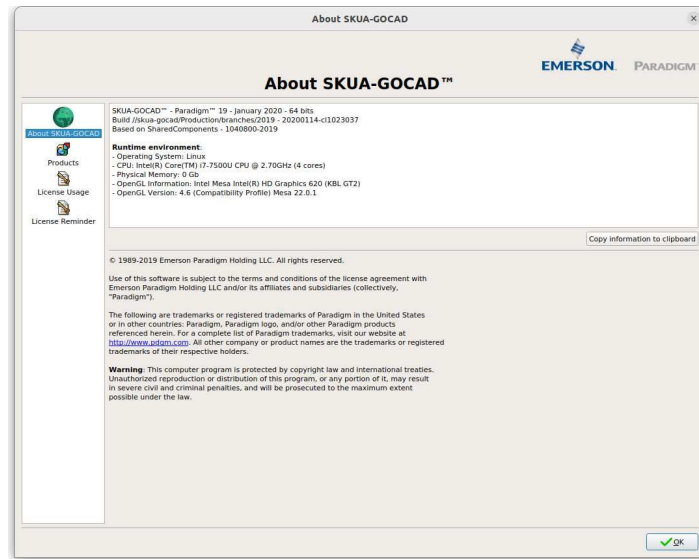 About SKUA-GOCAD
EMERSON. PARADIGM
About SKUA-GOCAD™
About SKUA-GOCAD
Products
License Usage
License Reminder
SKUA-GOCAD™ - Paradigm™ 19 - January 2020 - 64 bits
Build //skua-gocad/Production/branches/2019 - 20200114-cl1023037
Based on SharedComponents - 1040800-2019
Runtime environment:
- Operating System: Linux
- CPU: Intel(R) Core(TM) i7-7500U CPU @ 2.70GHz (4 cores)
- Physical Memory: 0 Gb
- OpenGL Information: Intel Mesa Intel(R) HD Graphics 620 (KBL GT2)
- OpenGL Version: 4.6 (Compatibility Profile) Mesa 22.0.1
Copy information to clipboard
© 1989-2019 Emerson Paradigm Holding LLC. All rights reserved.
Use of this software is subject to the terms and conditions of the license agreement with
Emerson Paradigm Holding LLC and/or its affiliates and subsidiaries (collectively,
"Paradigm").
The following are trademarks or registered trademarks of Paradigm in the United States
or in other countries: Paradigm, Paradigm logo, and/or other Paradigm products
referenced herein. For a complete list of Paradigm trademarks, visit our website at
http://www.pdgm.com. All other company or product names are the trademarks or registered
trademarks of their respective holders.
Warning: This computer program is protected by copyright law and international treaties.
Unauthorized reproduction or distribution of this program, or any portion of it, may result
in severe civil and criminal penalties, and will be prosecuted to the maximum extent
possible under the law.
OK